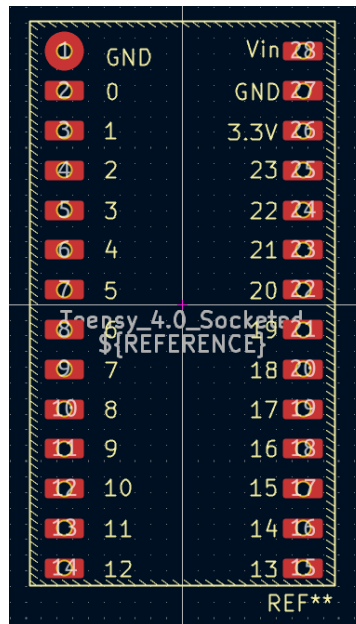 1 GND Vin 28
2 0 GND 27
3 1 3.3V 26
4 2 23 25
5 3 22 24
6 4 21 23
7 5 20 22
Teensy_4.0_Socketed
8 6 19 21
${REFERENCE}
9 7 18 20
10 8 17 19
11 9 16 18
12 10 15 17
13 11 14 16
14 12 13 15
REF**